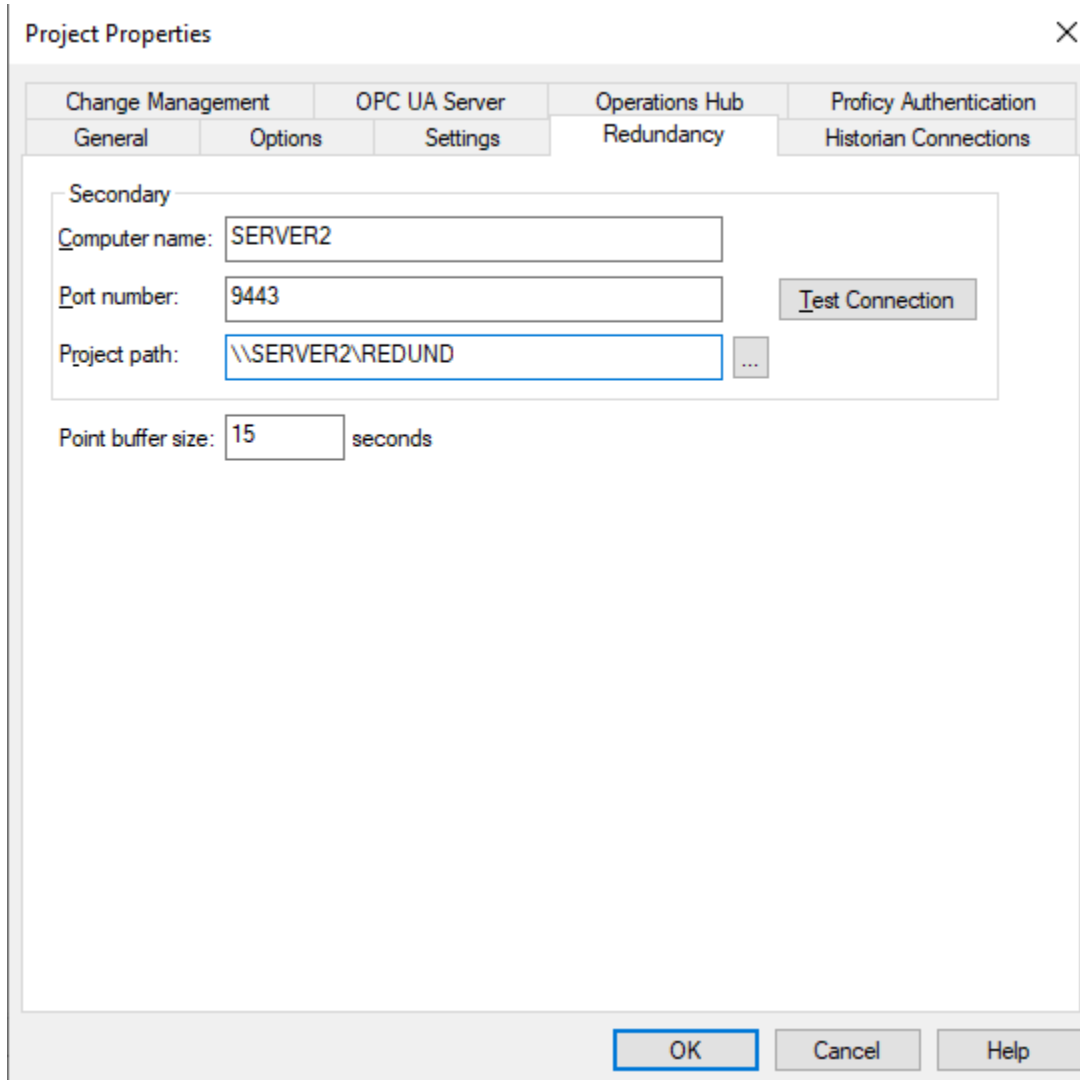 Project Properties
Change Management OPC UA Server Operations Hub Proficy Authentication
General Options Settings Redundancy Historian Connections
Secondary
Computer name: SERVER2
Port number: 9443 Test Connection
Project path: \\SERVER2\REDUND ...
Point buffer size: 15 seconds
OK Cancel Help